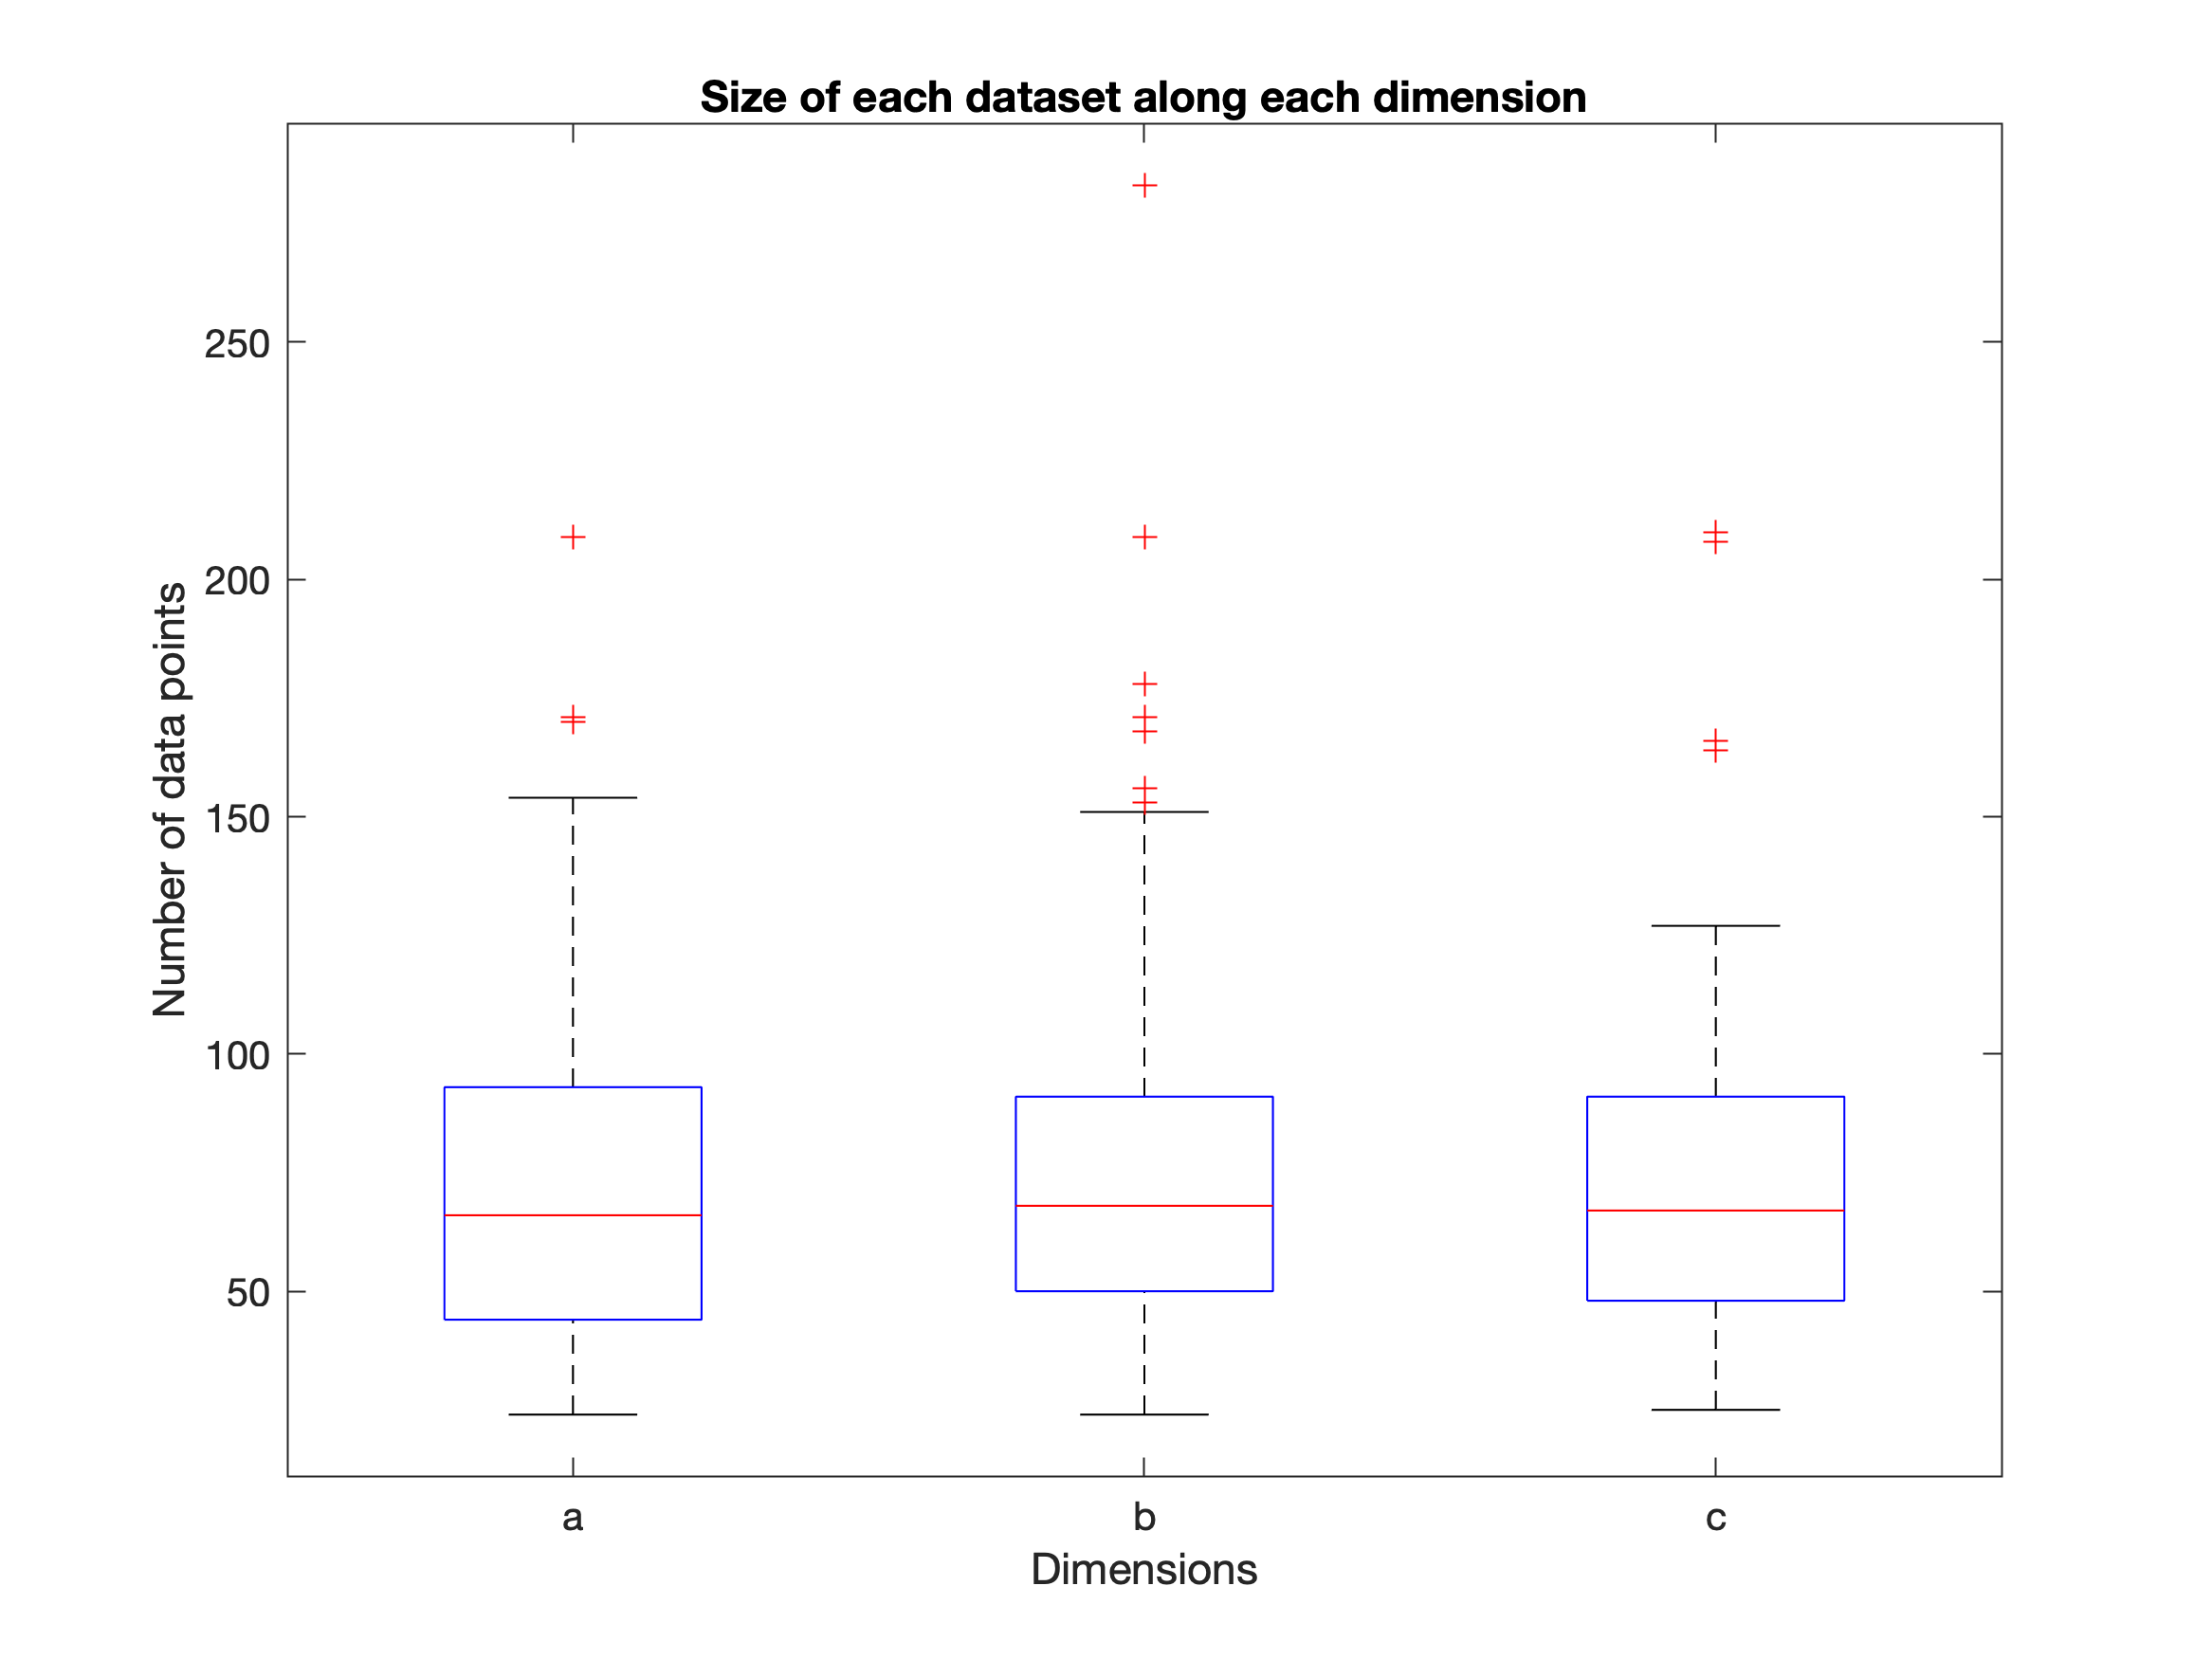 Size of each dataset along each dimension
250
200
150
100
50
Number of data points
a b c
Dimensions